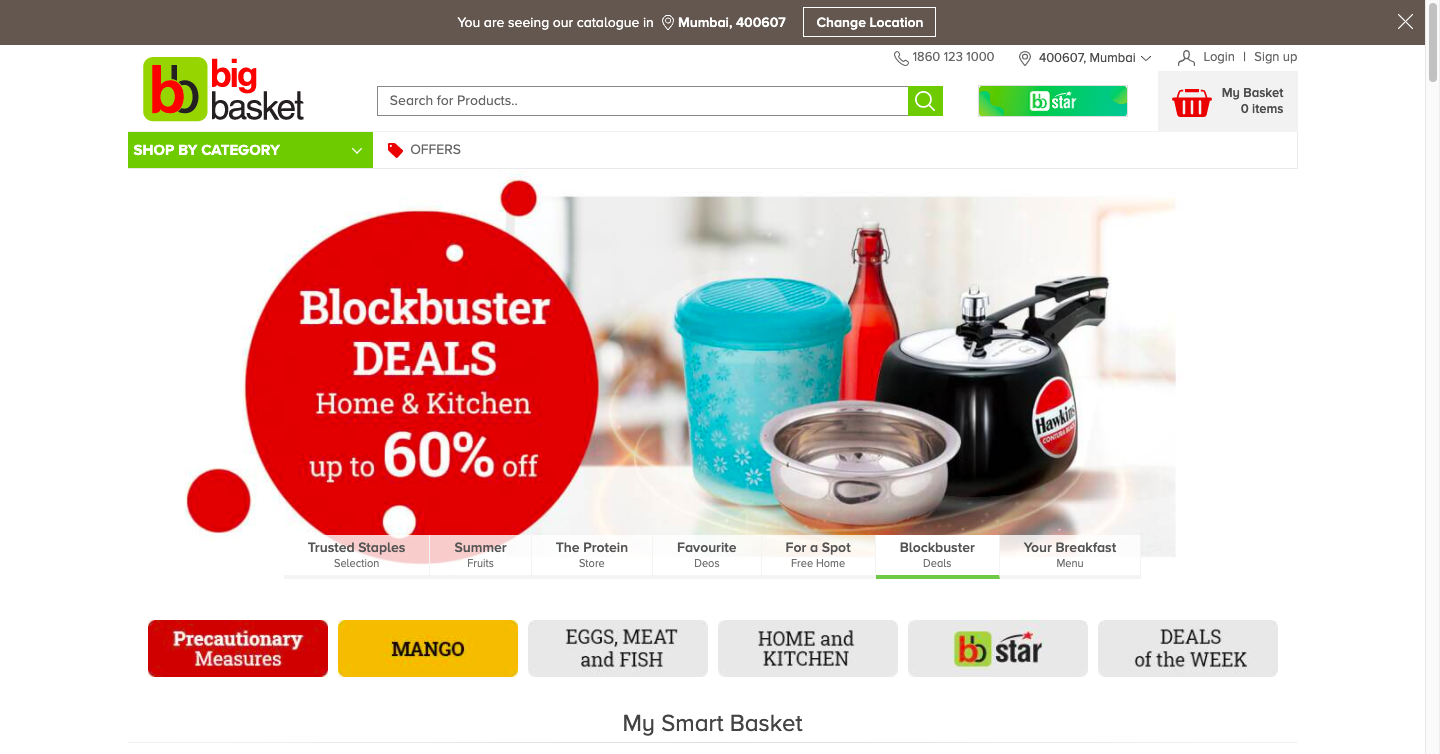 You are seeing our catalogue in Mumbai, 400607 Change Location
1860 123 1000 400607, Mumbai Login | Sign up
bb big
basket
Search for Products..
bb star
My Basket
0 items
SHOP BY CATEGORY
OFFERS
Blockbuster
DEALS
Home & Kitchen
up to 60% off
Hawkins
CONTURA BLACK
Trusted Staples
Selection
Summer
Fruits
The Protein
Store
Favourite
Deos
For a Spot
Free Home
Blockbuster
Deals
Your Breakfast
Menu
Precautionary
Measures
MANGO
EGGS, MEAT
and FISH
HOME and
KITCHEN
bb star
DEALS
of the WEEK
My Smart Basket